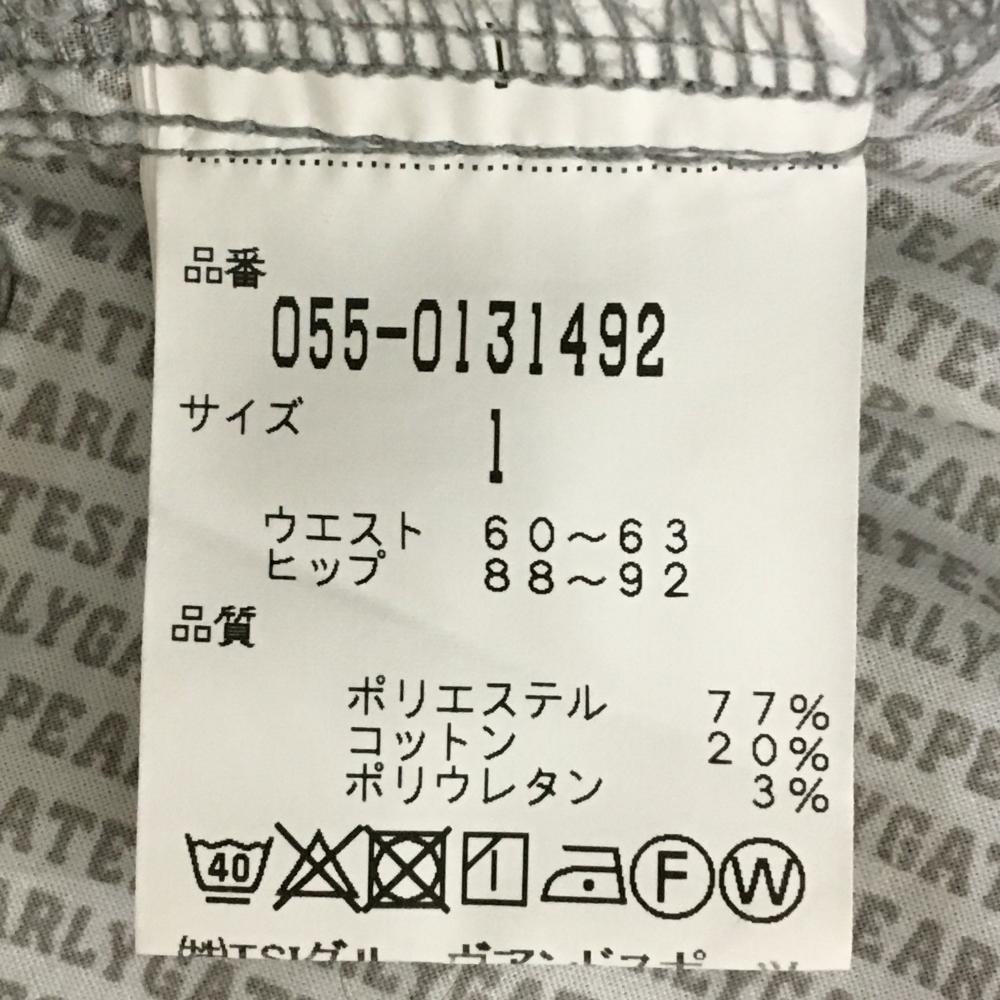 品番
055-0131492
サイズ
1
ウエスト 60～63
ヒップ 88～92
品質
ポリエステル 77%
コットン 20%
ポリウレタン 3%
40
F W
PEARLYGATES